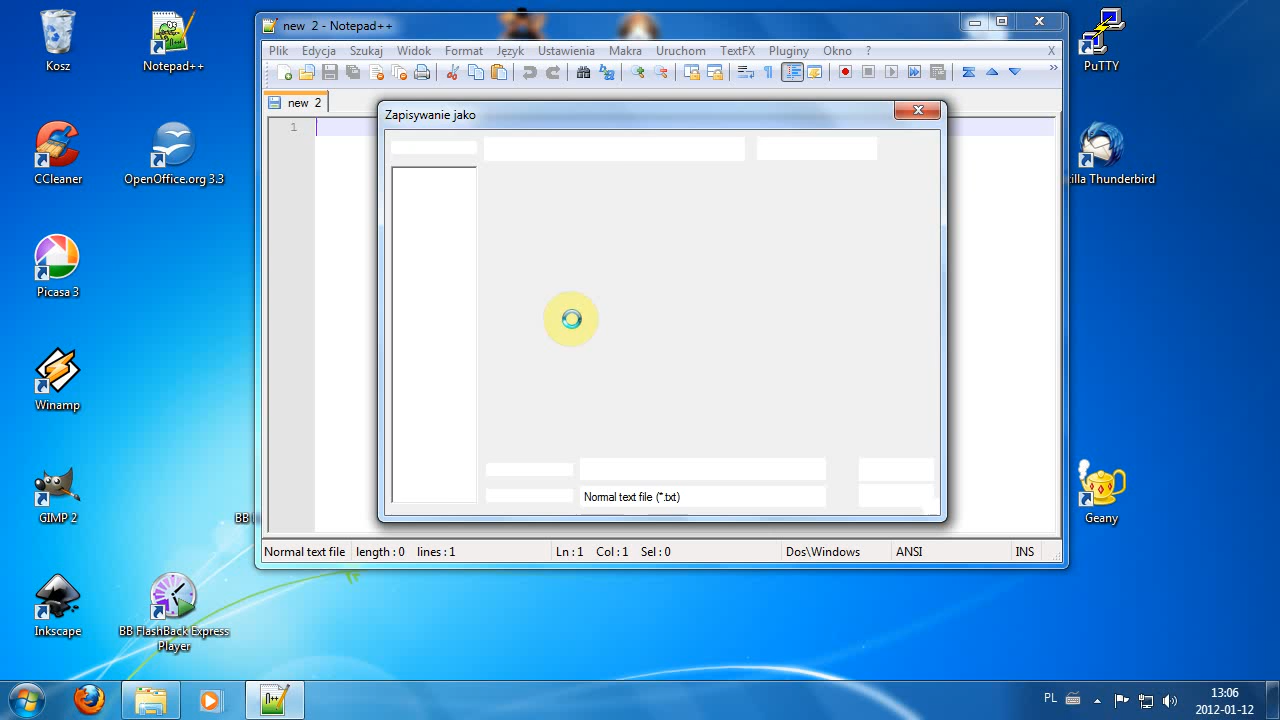 Kosz
Notepad++
CCleaner
OpenOffice.org 3.3
Picasa 3
Winamp
GIMP 2
BB
Inkscape
BB FlashBack Express
Player
new 2 - Notepad++
Plik Edycja Szukaj Widok Format Język Ustawienia Makra Uruchom TextFX Pluginy Okno ? X
new 2
1
Zapisywanie jako
Normal text file (*.txt)
Normal text file length : 0 lines : 1 Ln : 1 Col : 1 Sel : 0 Dos\Windows ANSI INS
PuTTY
zilla Thunderbird
Geany
PL
13:06
2012-01-12